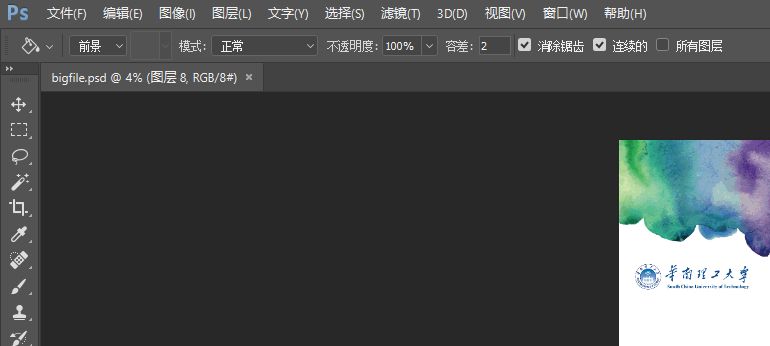 Ps 文件(F) 编辑(E) 图像(I) 图层(L) 文字(Y) 选择(S) 滤镜(T) 3D(D) 视图(V) 窗口(W) 帮助(H)
前景 模式: 正常 不透明度: 100% 容差: 2 消除锯齿 连续的 所有图层
bigfile.psd @ 4% (图层 8, RGB/8#) ×
华南理工大学
South China University of Technology